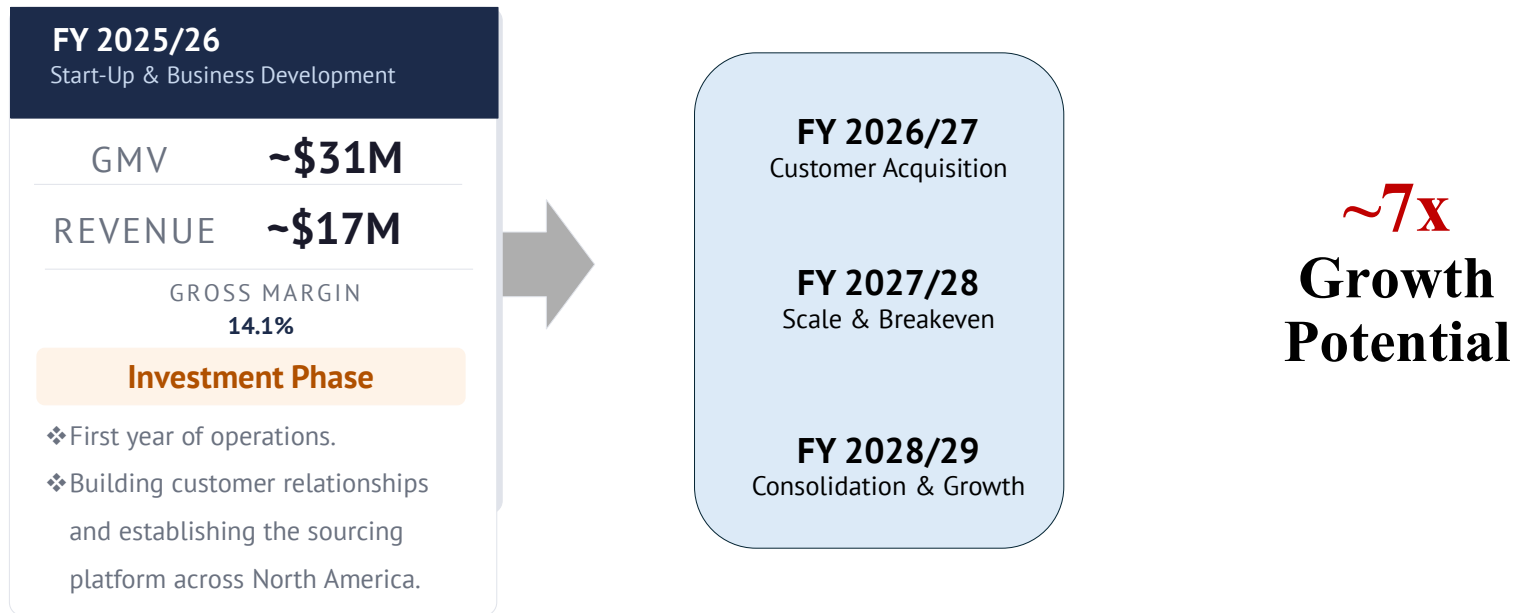 FY 2025/26
Start-Up & Business Development
GMV ~$31M
REVENUE ~$17M
GROSS MARGIN
14.1%
Investment Phase
❖First year of operations.
❖Building customer relationships
and establishing the sourcing
platform across North America.
FY 2026/27
Customer Acquisition
FY 2027/28
Scale & Breakeven
FY 2028/29
Consolidation & Growth
~7x
Growth
Potential